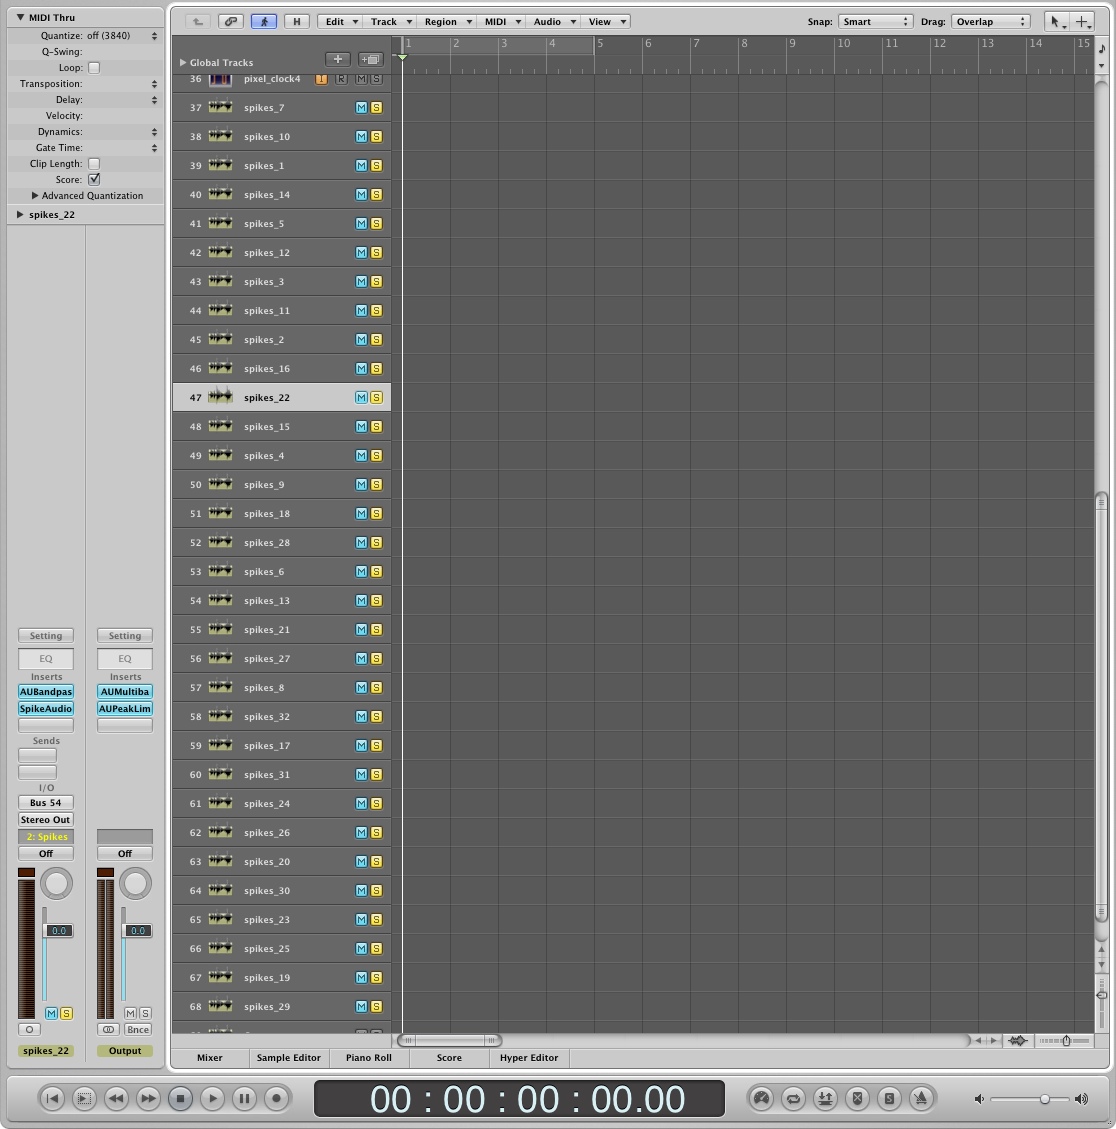 MIDI Thru
Quantize: off (3840)
Q-Swing:
Loop:
Transposition:
Delay:
Velocity:
Dynamics:
Gate Time:
Clip Length:
Score:
Advanced Quantization
spikes_22
Setting Setting
EQ EQ
Inserts Inserts
AUBandpas AUMultiba
SpikeAudio AUPeakLim
Sends
I/O
Bus 54
Stereo Out
2: Spikes
Off Off
0.0 0.0
M S M S
Bnce
spikes_22 Output
H Edit Track Region MIDI Audio View Snap: Smart Drag: Overlap
1 2 3 4 5 6 7 8 9 10 11 12 13 14 15
Global Tracks
36 pixel_clock4 I R M S
37 spikes_7 M S
38 spikes_10 M S
39 spikes_1 M S
40 spikes_14 M S
41 spikes_5 M S
42 spikes_12 M S
43 spikes_3 M S
44 spikes_11 M S
45 spikes_2 M S
46 spikes_16 M S
47 spikes_22 M S
48 spikes_15 M S
49 spikes_4 M S
50 spikes_9 M S
51 spikes_18 M S
52 spikes_28 M S
53 spikes_6 M S
54 spikes_13 M S
55 spikes_21 M S
56 spikes_27 M S
57 spikes_8 M S
58 spikes_32 M S
59 spikes_17 M S
60 spikes_31 M S
61 spikes_24 M S
62 spikes_26 M S
63 spikes_20 M S
64 spikes_30 M S
65 spikes_23 M S
66 spikes_25 M S
67 spikes_19 M S
68 spikes_29 M S
Mixer Sample Editor Piano Roll Score Hyper Editor
00 : 00 : 00 : 00.00
S